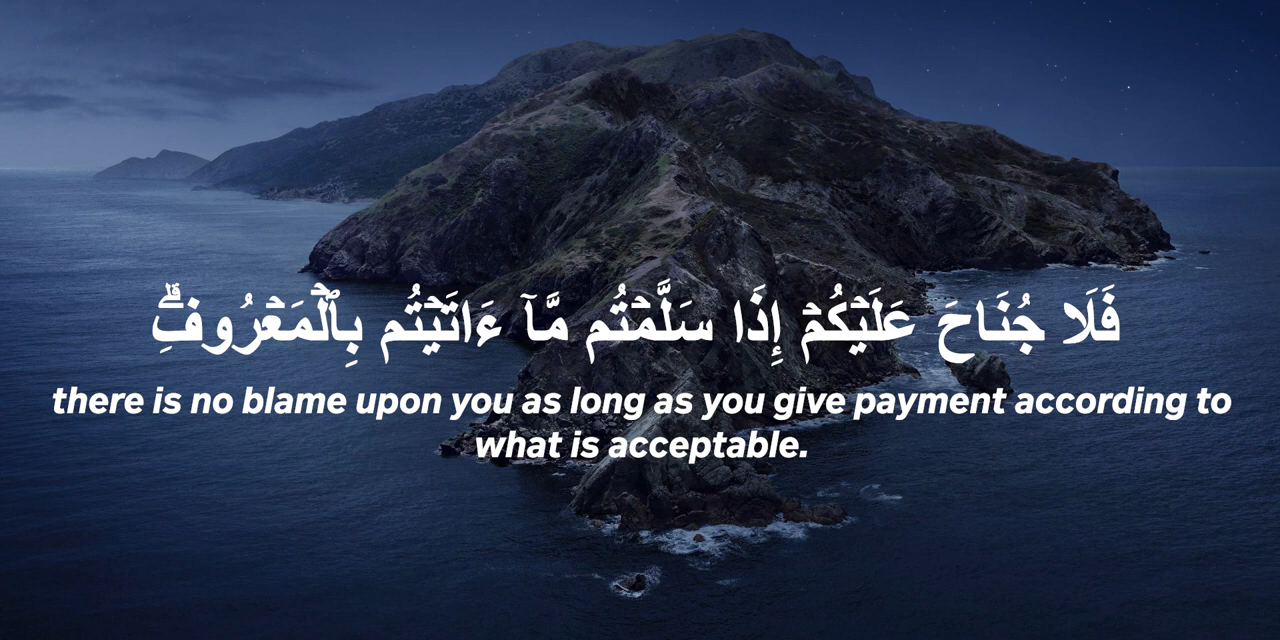 فَلَا جُنَاحَ عَلَيۡكُمۡ إِذَا سَلَّمۡتُم مَّآ ءَاتَيۡتُم بِٱلۡمَعۡرُوفِۗ
there is no blame upon you as long as you give payment according to
what is acceptable.